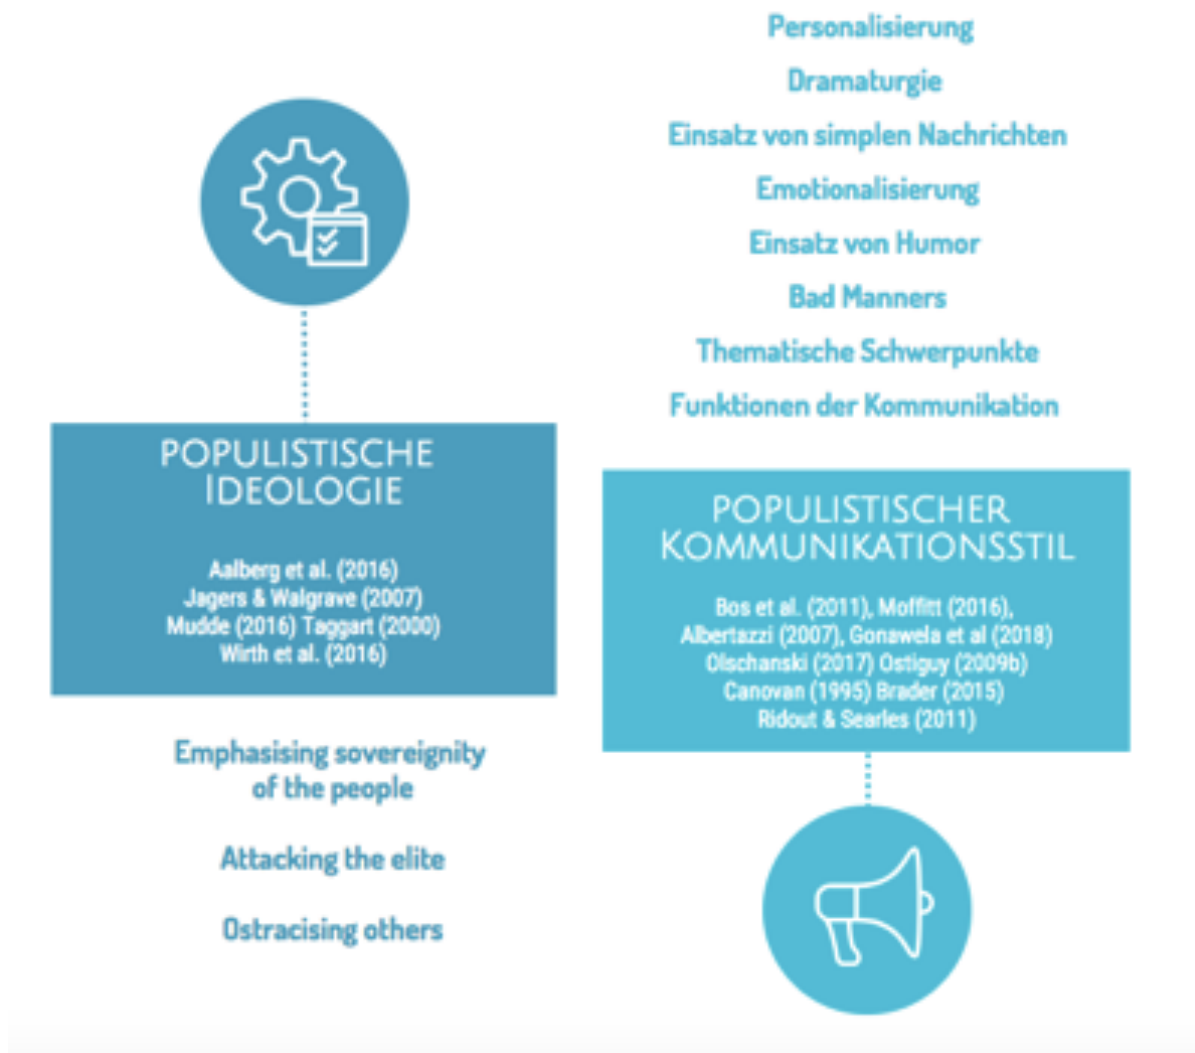 Personalisierung
Dramaturgie
Einsatz von simplen Nachrichten
Emotionalisierung
Einsatz von Humor
Bad Manners
Thematische Schwerpunkte
Funktionen der Kommunikation
POPULISTISCHE
IDEOLOGIE
Aalberg et al. (2016)
Jagers & Walgrave (2007)
Mudde (2016) Taggart (2000)
Wirth et al. (2016)
Emphasising sovereignity
of the people
Attacking the elite
Ostracising others
POPULISTISCHER
KOMMUNIKATIONSSTIL
Bos et al. (2011), Moffitt (2016),
Albertazzi (2007), Gonawela et al (2018)
Olschanski (2017) Ostiguy (2009b)
Canovan (1995) Brader (2015)
Ridout & Searles (2011)